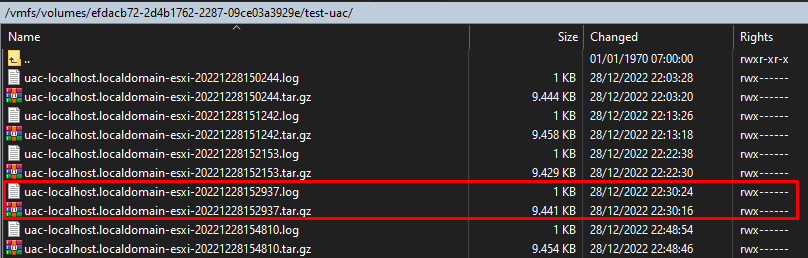 /vmfs/volumes/efdacb72-2d4b1762-2287-09ce03a3929e/test-uac/
Name Size Changed Rights
.. 01/01/1970 07:00:00 rwxr-xr-x
uac-localhost.localdomain-esxi-20221228150244.log 1 KB 28/12/2022 22:03:28 rwx------
uac-localhost.localdomain-esxi-20221228150244.tar.gz 9.444 KB 28/12/2022 22:03:20 rwx------
uac-localhost.localdomain-esxi-20221228151242.log 1 KB 28/12/2022 22:13:26 rwx------
uac-localhost.localdomain-esxi-20221228151242.tar.gz 9.458 KB 28/12/2022 22:13:18 rwx------
uac-localhost.localdomain-esxi-20221228152153.log 1 KB 28/12/2022 22:22:38 rwx------
uac-localhost.localdomain-esxi-20221228152153.tar.gz 9.429 KB 28/12/2022 22:22:30 rwx------
uac-localhost.localdomain-esxi-20221228152937.log 1 KB 28/12/2022 22:30:24 rwx------
uac-localhost.localdomain-esxi-20221228152937.tar.gz 9.441 KB 28/12/2022 22:30:16 rwx------
uac-localhost.localdomain-esxi-20221228154810.log 1 KB 28/12/2022 22:48:54 rwx------
uac-localhost.localdomain-esxi-20221228154810.tar.gz 9.454 KB 28/12/2022 22:48:46 rwx------